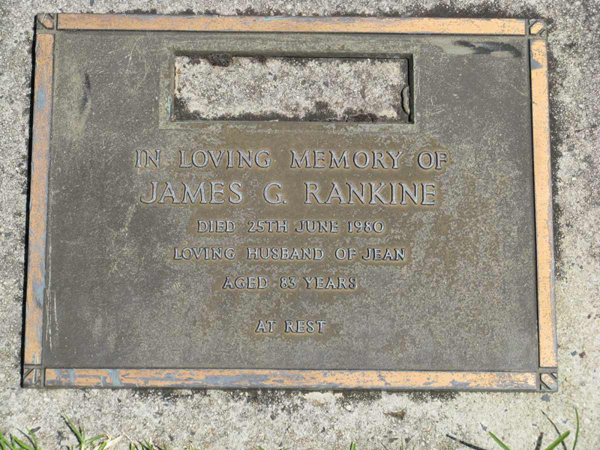 IN LOVING MEMORY OF
JAMES G. RANKINE
DIED 25TH JUNE 1980
LOVING HUSBAND OF JEAN
AGED 83 YEARS
AT REST